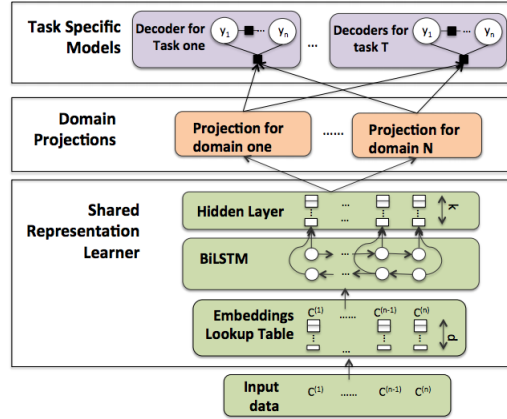 Task Specific
Models
Decoder for
Task one
y1 ... yn
...
Decoders for
task T
y1 ... yn
Domain
Projections
Projection for
domain one
......
Projection for
domain N
Shared
Representation
Learner
Hidden Layer
...
...
k
BiLSTM
...
...
Embeddings
Lookup Table
C(1) ...... C(n-1) C(n)
...
d
Input
data
C(1) ...... C(n-1) C(n)